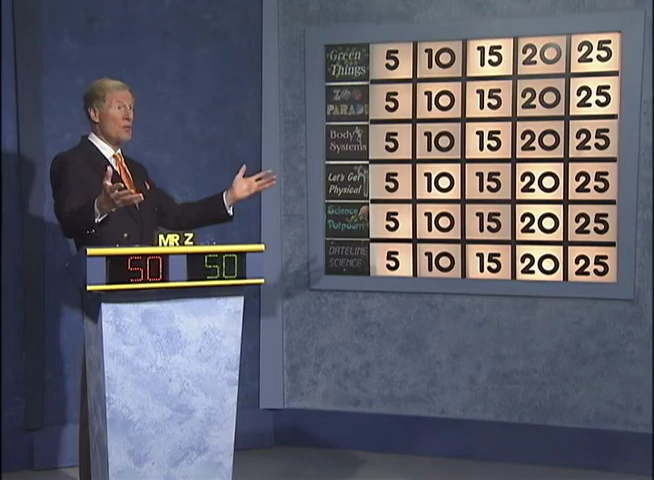 Green Things 5 10 15 20 25
ZOO PARADE 5 10 15 20 25
Body Systems 5 10 15 20 25
Let's Get Physical 5 10 15 20 25
Science Potpourri 5 10 15 20 25
DATELINE SCIENCE 5 10 15 20 25
MR Z
50 50